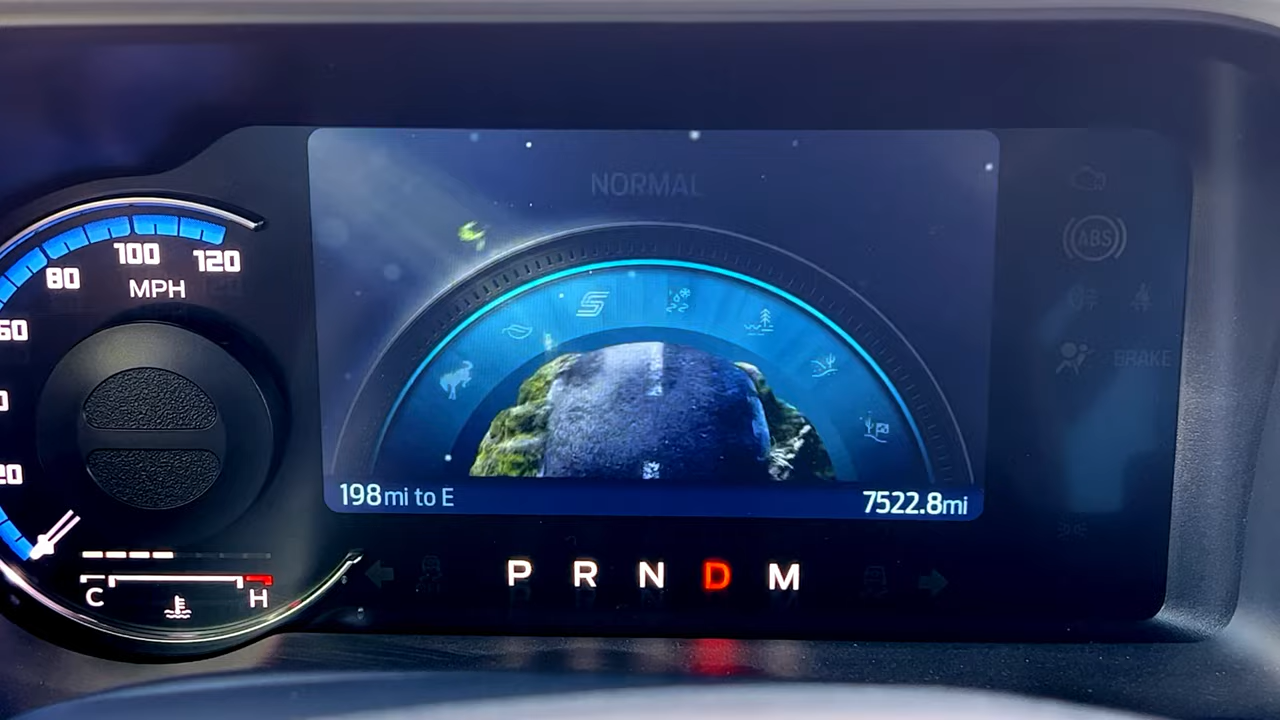 NORMAL
ABS
100
80
120
MPH
60
BRAKE
20
198mi to E
7522.8mi
P R N D M
C H